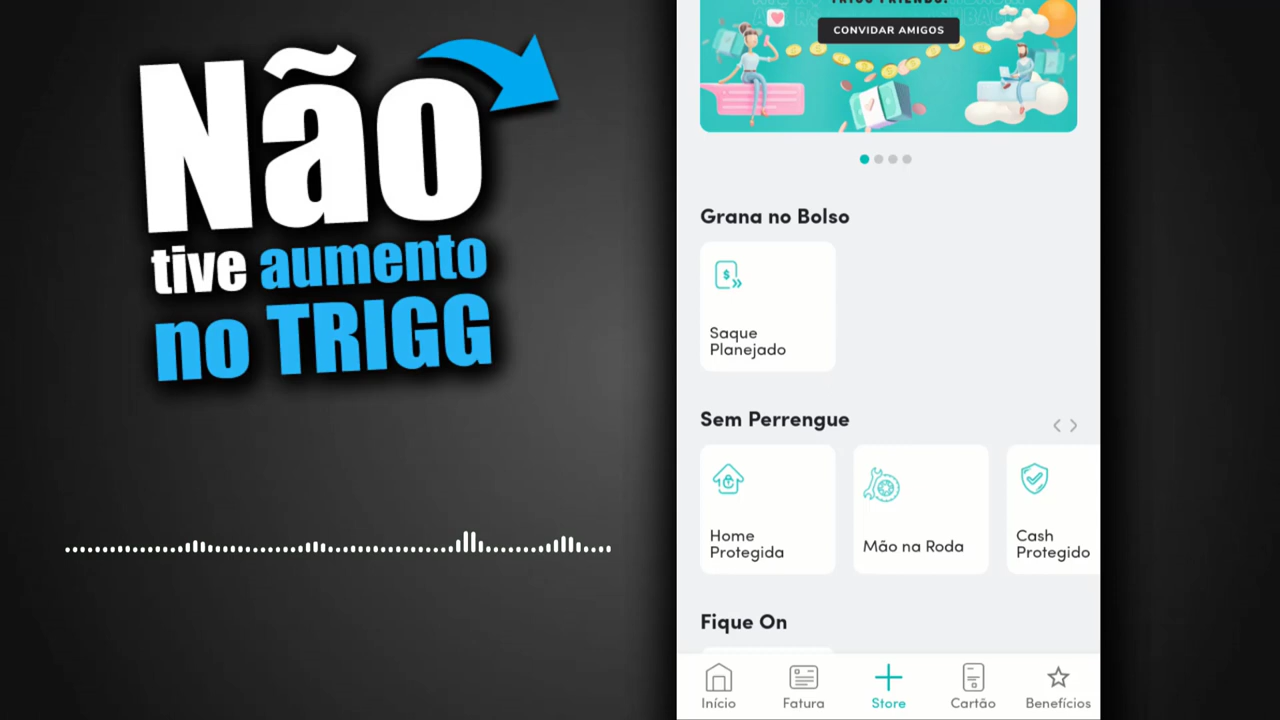 Não
tive aumento
no TRIGG
CONVIDAR AMIGOS
Grana no Bolso
Saque
Planejado
Sem Perrengue
Home
Protegida
Mão na Roda
Cash
Protegido
Fique On
Início
Fatura
Store
Cartão
Benefícios